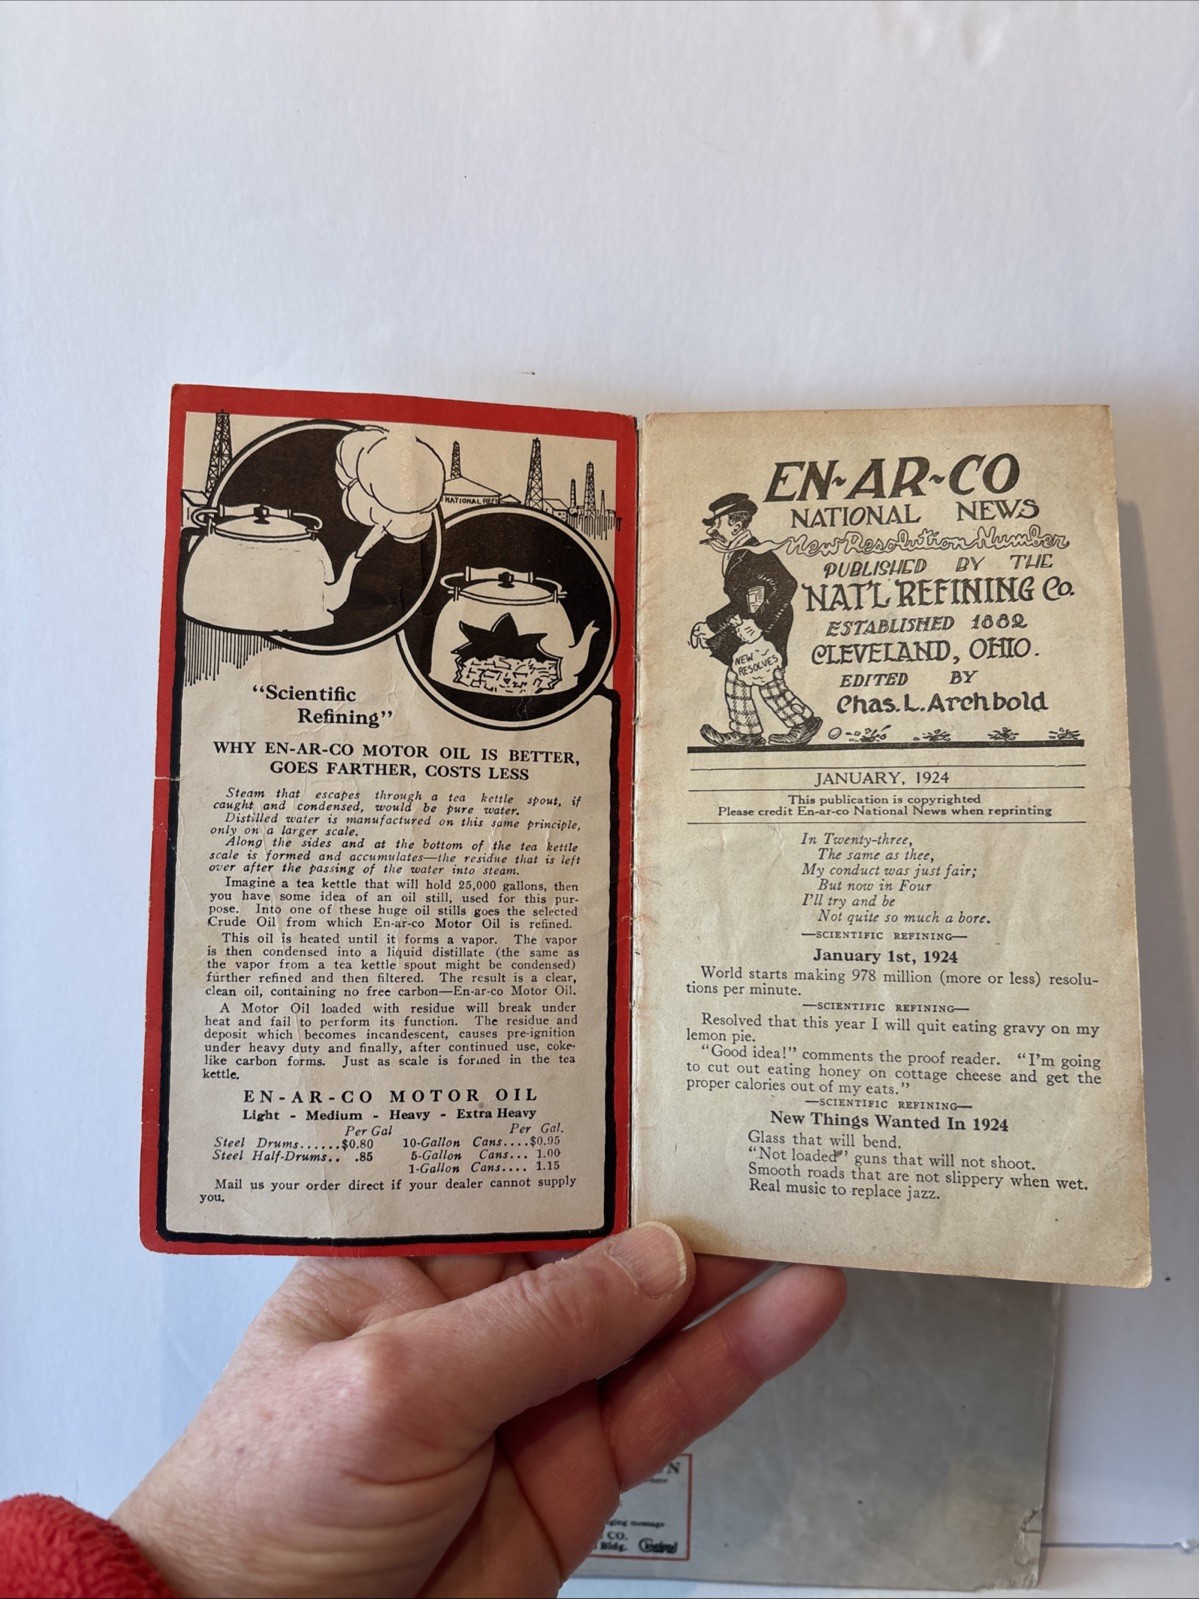 NATIONAL REFI
"Scientific
Refining"
WHY EN-AR-CO MOTOR OIL IS BETTER,
GOES FARTHER, COSTS LESS
Steam that escapes through a tea kettle spout, if
caught and condensed, would be pure water.
Distilled water is manufactured on this same principle,
only on a larger scale.
Along the sides and at the bottom of the tea kettle
scale is formed and accumulates—the residue that is left
over after the passing of the water into steam.
Imagine a tea kettle that will hold 25,000 gallons, then
you have some idea of an oil still, used for this pur-
pose. Into one of these huge oil stills goes the selected
Crude Oil from which En-ar-co Motor Oil is refined.
This oil is heated until it forms a vapor. The vapor
is then condensed into a liquid distillate (the same as
the vapor from a tea kettle spout might be condensed)
further refined and then filtered. The result is a clear,
clean oil, containing no free carbon—En-ar-co Motor Oil.
A Motor Oil loaded with residue will break under
heat and fail to perform its function. The residue and
deposit which becomes incandescent, causes pre-ignition
under heavy duty and finally, after continued use, coke-
like carbon forms. Just as scale is formed in the tea
kettle.
EN-AR-CO MOTOR OIL
Light - Medium - Heavy - Extra Heavy
Per Gal Per Gal.
Steel Drums......$0.80 10-Gallon Cans....$0.95
Steel Half-Drums.. .85 5-Gallon Cans... 1.00
1-Gallon Cans.... 1.15
Mail us your order direct if your dealer cannot supply
you.
EN-AR-CO
NATIONAL NEWS
New Resolution Number
PUBLISHED BY THE
NAT'L REFINING Co.
ESTABLISHED 1882
CLEVELAND, OHIO.
EDITED BY
Chas. L. Archbold
NEW
RESOLVES
JANUARY, 1924
This publication is copyrighted
Please credit En-ar-co National News when reprinting
In Twenty-three,
The same as thee,
My conduct was just fair;
But now in Four
I'll try and be
Not quite so much a bore.
—SCIENTIFIC REFINING—
January 1st, 1924
World starts making 978 million (more or less) resolu-
tions per minute.
—SCIENTIFIC REFINING—
Resolved that this year I will quit eating gravy on my
lemon pie.
"Good idea!" comments the proof reader. "I'm going
to cut out eating honey on cottage cheese and get the
proper calories out of my eats."
—SCIENTIFIC REFINING—
New Things Wanted In 1924
Glass that will bend.
"Not loaded" guns that will not shoot.
Smooth roads that are not slippery when wet.
Real music to replace jazz.
CO.
Bldg.